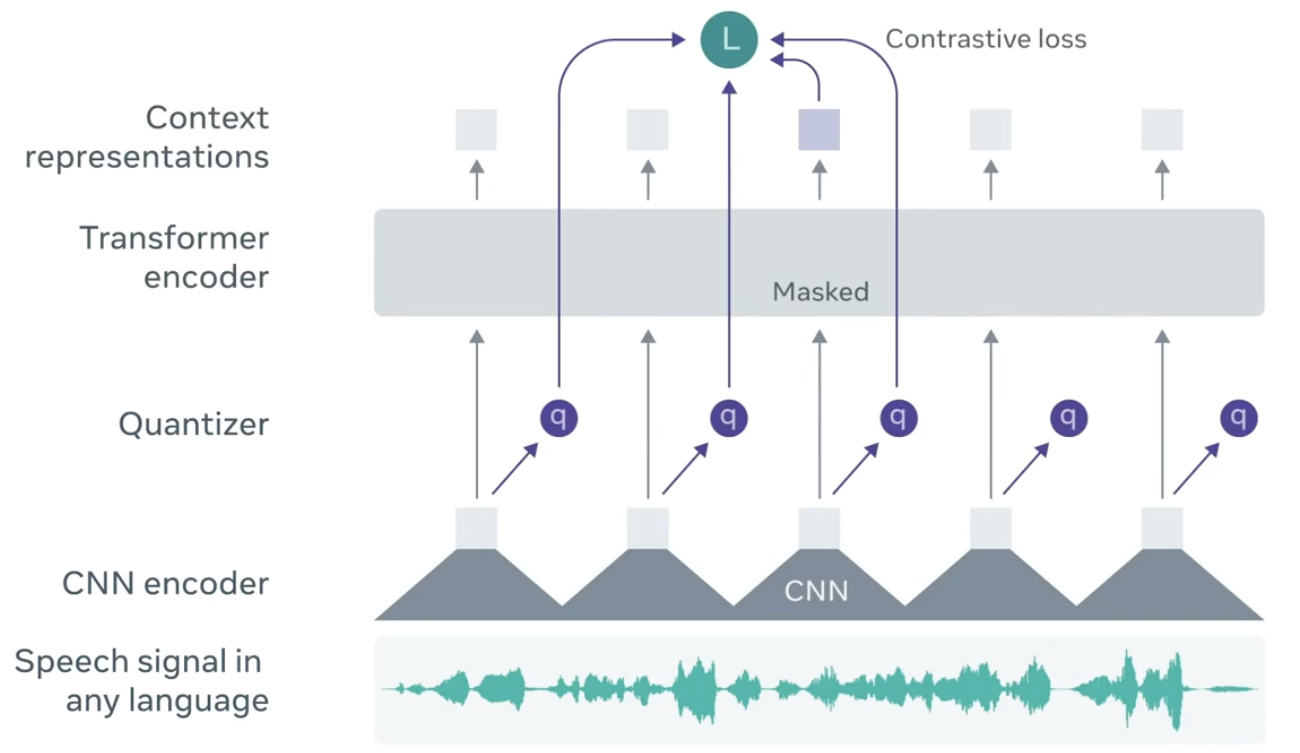 L
Contrastive loss
Context
representations
Transformer
encoder
Masked
Quantizer
q
q
q
q
q
CNN encoder
CNN
Speech signal in
any language